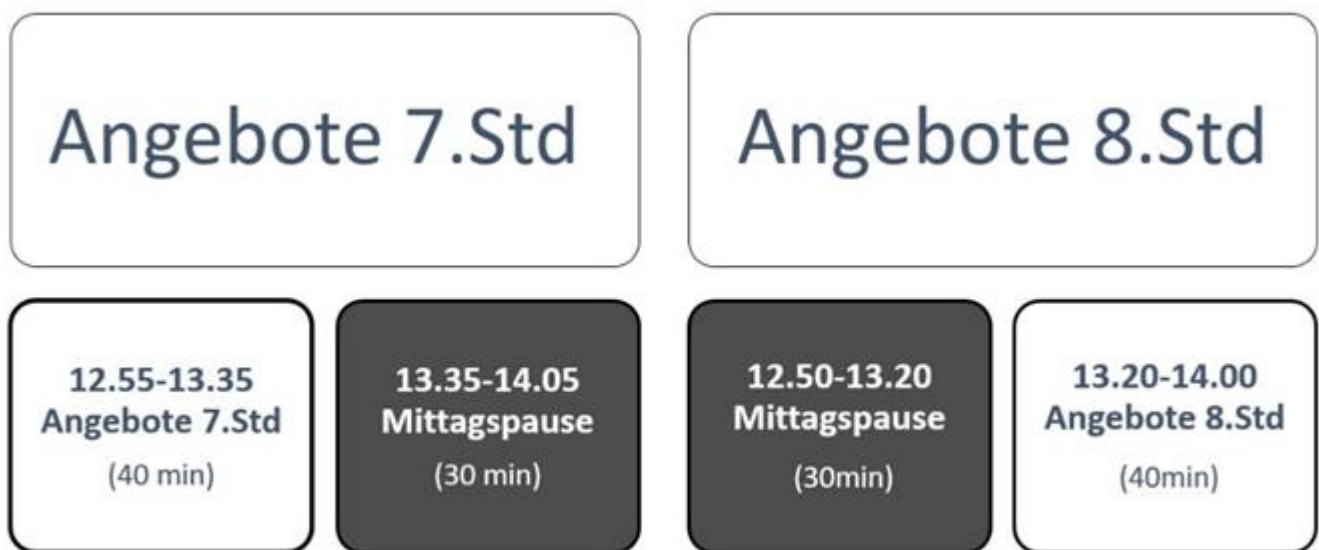 Angebote 7.Std
Angebote 8.Std
12.55-13.35
Angebote 7.Std
(40 min)
13.35-14.05
Mittagspause
(30 min)
12.50-13.20
Mittagspause
(30min)
13.20-14.00
Angebote 8.Std
(40min)